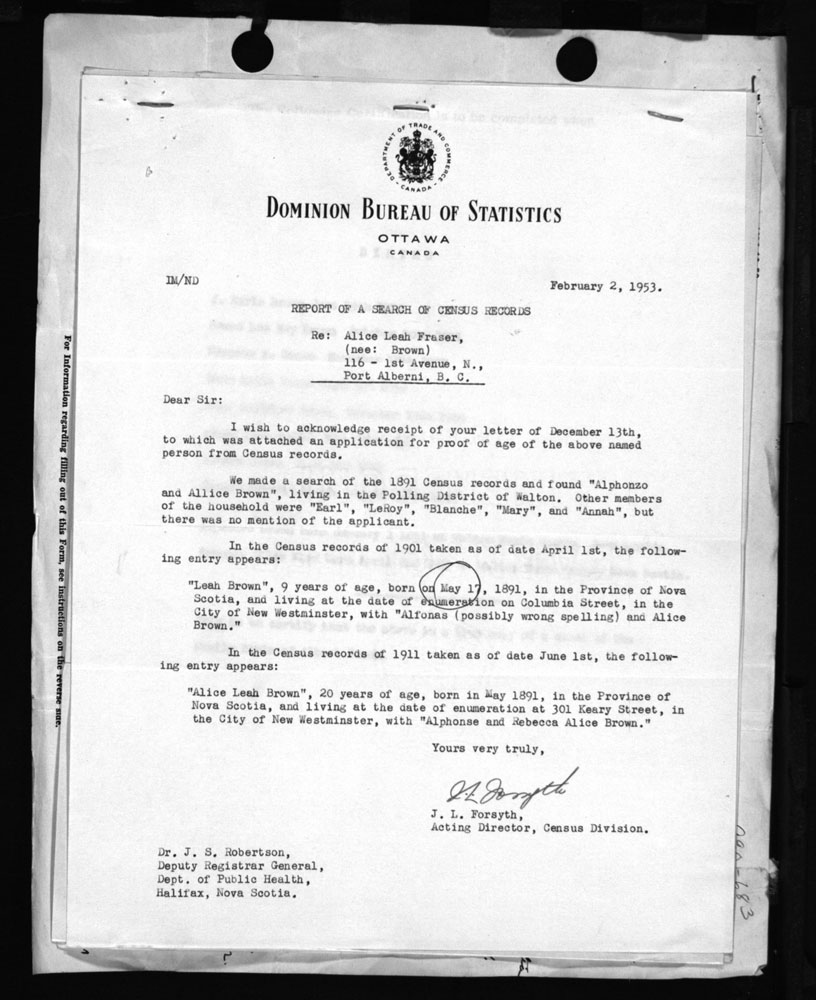 DEPARTMENT OF TRADE AND COMMERCE
- CANADA -
DOMINION BUREAU OF STATISTICS
OTTAWA
CANADA
IM/ND
February 2, 1953.
REPORT OF A SEARCH OF CENSUS RECORDS
Re: Alice Leah Fraser,
(nee: Brown)
116 - 1st Avenue, N.,
Port Alberni, B. C.
Dear Sir:
I wish to acknowledge receipt of your letter of December 13th,
to which was attached an application for proof of age of the above named
person from Census records.
We made a search of the 1891 Census records and found "Alphonzo
and Allice Brown", living in the Polling District of Walton. Other members
of the household were "Earl", "LeRoy", "Blanche", "Mary", and "Annah", but
there was no mention of the applicant.
In the Census records of 1901 taken as of date April 1st, the follow-
ing entry appears:
"Leah Brown", 9 years of age, born on May 17, 1891, in the Province of Nova
Scotia, and living at the date of enumeration on Columbia Street, in the
City of New Westminster, with "Alfonas (possibly wrong spelling) and Alice
Brown."
In the Census records of 1911 taken as of date June 1st, the follow-
ing entry appears:
"Alice Leah Brown", 20 years of age, born in May 1891, in the Province of
Nova Scotia, and living at the date of enumeration at 301 Keary Street, in
the City of New Westminster, with "Alphonse and Rebecca Alice Brown."
Yours very truly,
J. L. Forsyth
J. L. Forsyth,
Acting Director, Census Division.
Dr. J. S. Robertson,
Deputy Registrar General,
Dept. of Public Health,
Halifax, Nova Scotia.
For Information regarding filling out of this Form, see instructions on the reverse side.